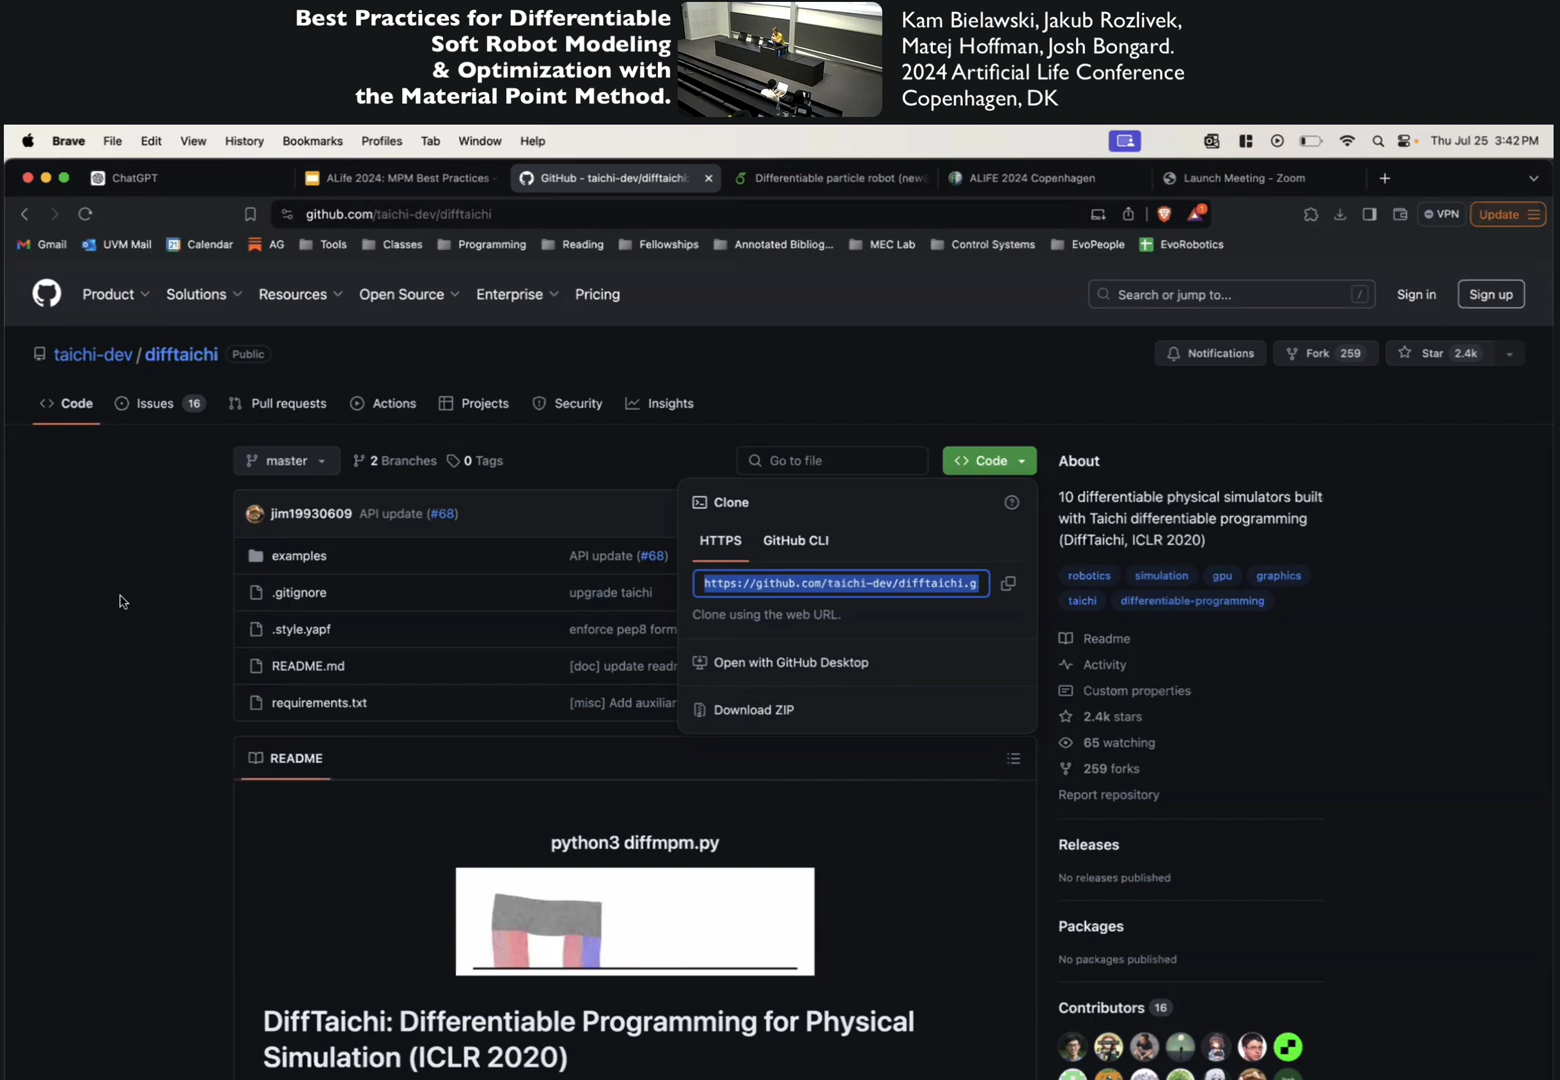 Best Practices for Differentiable
Soft Robot Modeling
& Optimization with
the Material Point Method.
Kam Bielawski, Jakub Rozlivek,
Matej Hoffman, Josh Bongard.
2024 Artificial Life Conference
Copenhagen, DK
Brave File Edit View History Bookmarks Profiles Tab Window Help Thu Jul 25 3:42 PM
ChatGPT ALife 2024: MPM Best Practices GitHub - taichi-dev/difftaichi: Differentiable particle robot (new ALIFE 2024 Copenhagen Launch Meeting - Zoom
github.com/taichi-dev/difftaichi 1 VPN Update
Gmail UVM Mail Calendar AG Tools Classes Programming Reading Fellowships Annotated Bibliog... MEC Lab Control Systems EvoPeople EvoRobotics
Product Solutions Resources Open Source Enterprise Pricing Search or jump to... / Sign in Sign up
taichi-dev / difftaichi Public Notifications Fork 259 Star 2.4k
Code Issues 16 Pull requests Actions Projects Security Insights
master 2 Branches 0 Tags Go to file Code
jim19930609 API update (#68)
examples API update (#68)
.gitignore upgrade taichi
.style.yapf enforce pep8 form
README.md [doc] update readr
requirements.txt [misc] Add auxiliar
Clone
HTTPS GitHub CLI
https://github.com/taichi-dev/difftaichi.g
Clone using the web URL.
Open with GitHub Desktop
Download ZIP
README
python3 diffmpm.py
DiffTaichi: Differentiable Programming for Physical
Simulation (ICLR 2020)
About
10 differentiable physical simulators built
with Taichi differentiable programming
(DiffTaichi, ICLR 2020)
robotics simulation gpu graphics
taichi differentiable-programming
Readme
Activity
Custom properties
2.4k stars
65 watching
259 forks
Report repository
Releases
No releases published
Packages
No packages published
Contributors 16